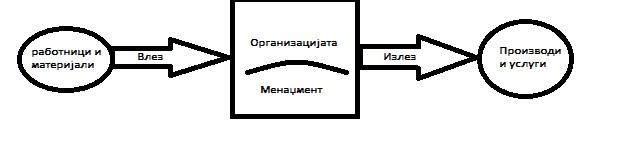 работници и
материјали
Влез
Организацијата
Менаџмент
Излез
Производи
и услуги